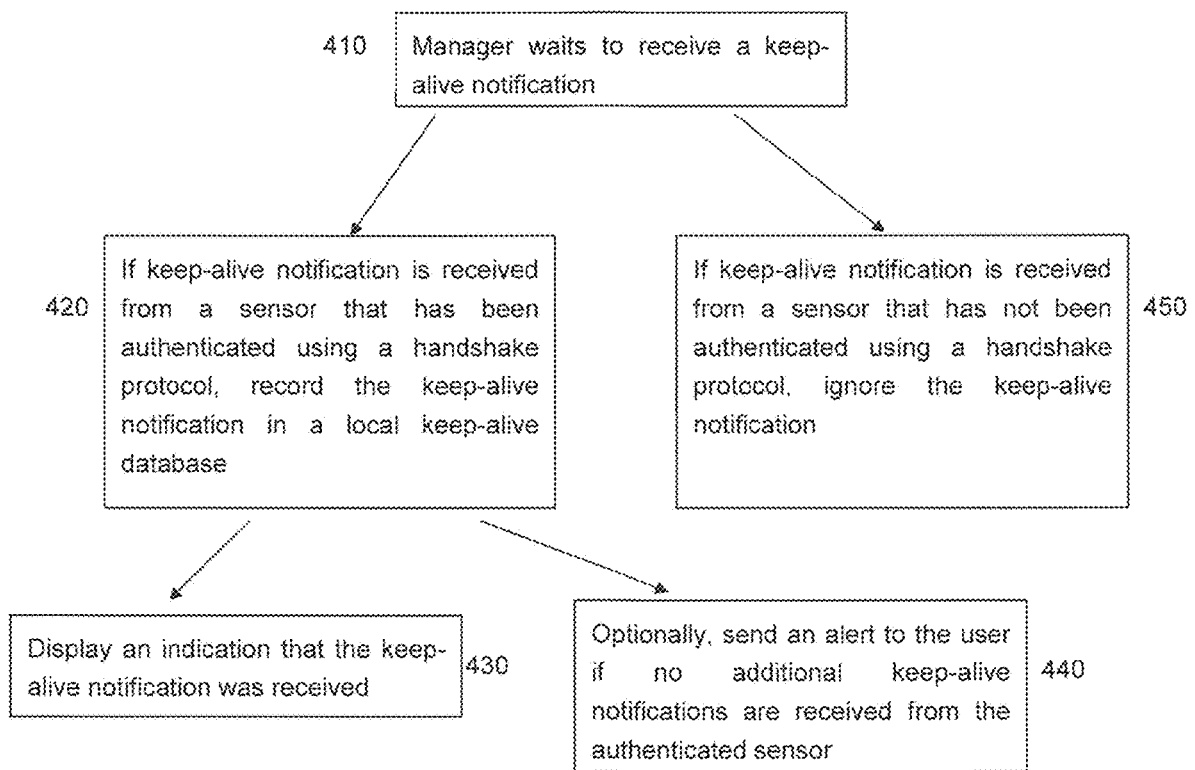 410
Manager waits to receive a keep-
alive notification
420
If keep-alive notification is received
from a sensor that has been
authenticated using a handshake
protocol, record the keep-alive
notification in a local keep-alive
database
If keep-alive notification is received
from a sensor that has not been
authenticated using a handshake
protocol, ignore the keep-alive
notification
450
Display an indication that the keep-
alive notification was received
430
Optionally, send an alert to the user
if no additional keep-alive
notifications are received from the
authenticated sensor
440